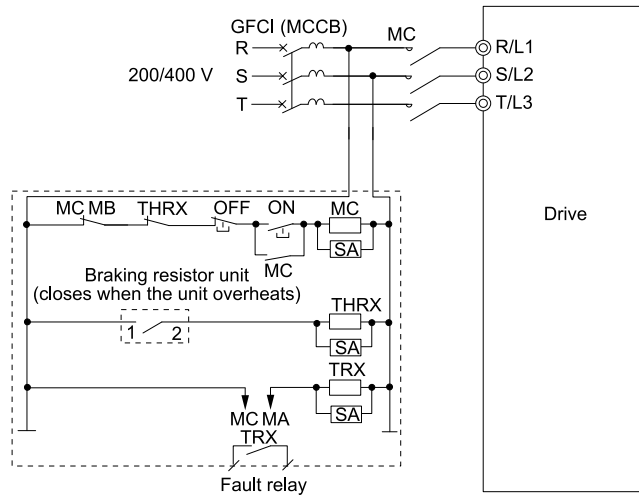 GFCI (MCCB)
MC
R
R/L1
200/400 V
S
S/L2
T
T/L3
Drive
MC MB
THRX
OFF
ON
MC
SA
MC
Braking resistor unit
(closes when the unit overheats)
THRX
1
2
SA
TRX
SA
MC MA
TRX
Fault relay